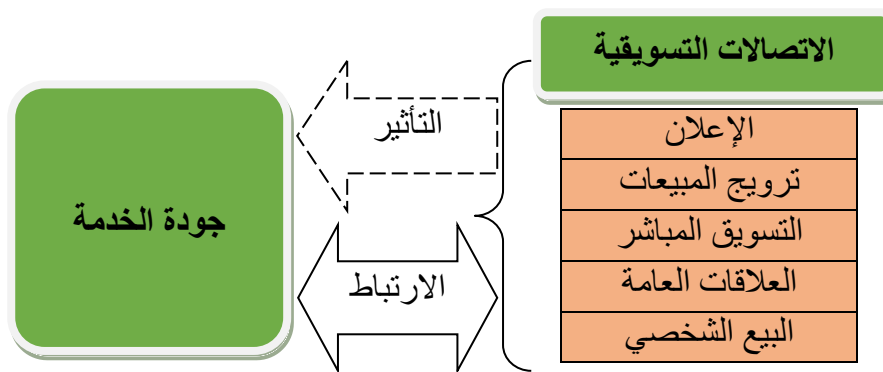 الاتصالات التسويقية
الإعلان
ترويج المبيعات
التسويق المباشر
العلاقات العامة
البيع الشخصي
التأثير
الارتباط
جودة الخدمة